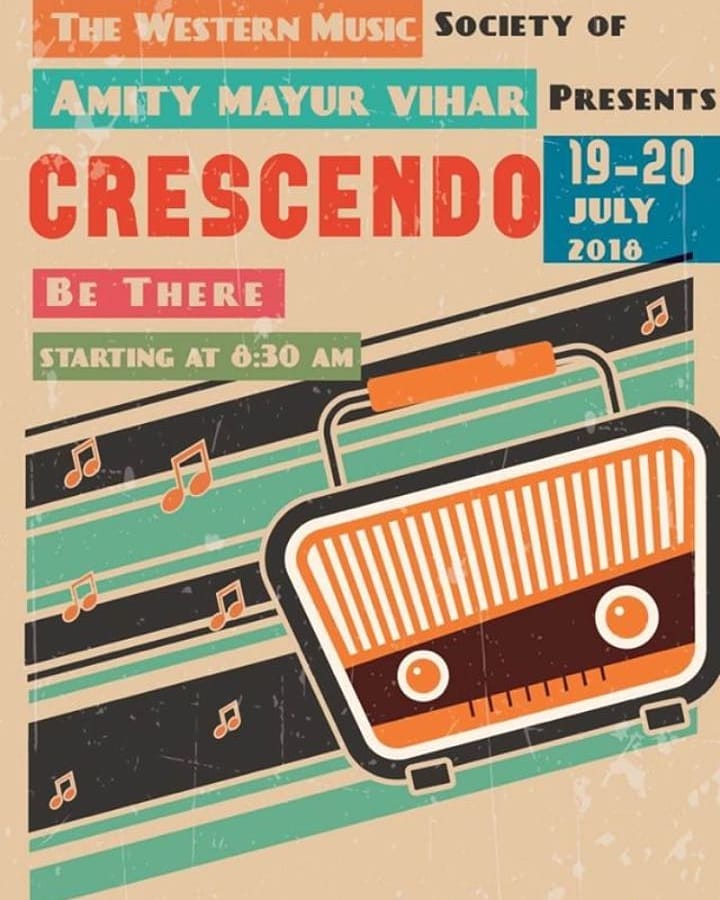 The Western Music Society of
Amity Mayur Vihar Presents
CRESCENDO
19-20
JULY
2018
Be There
Starting at 8:30 am